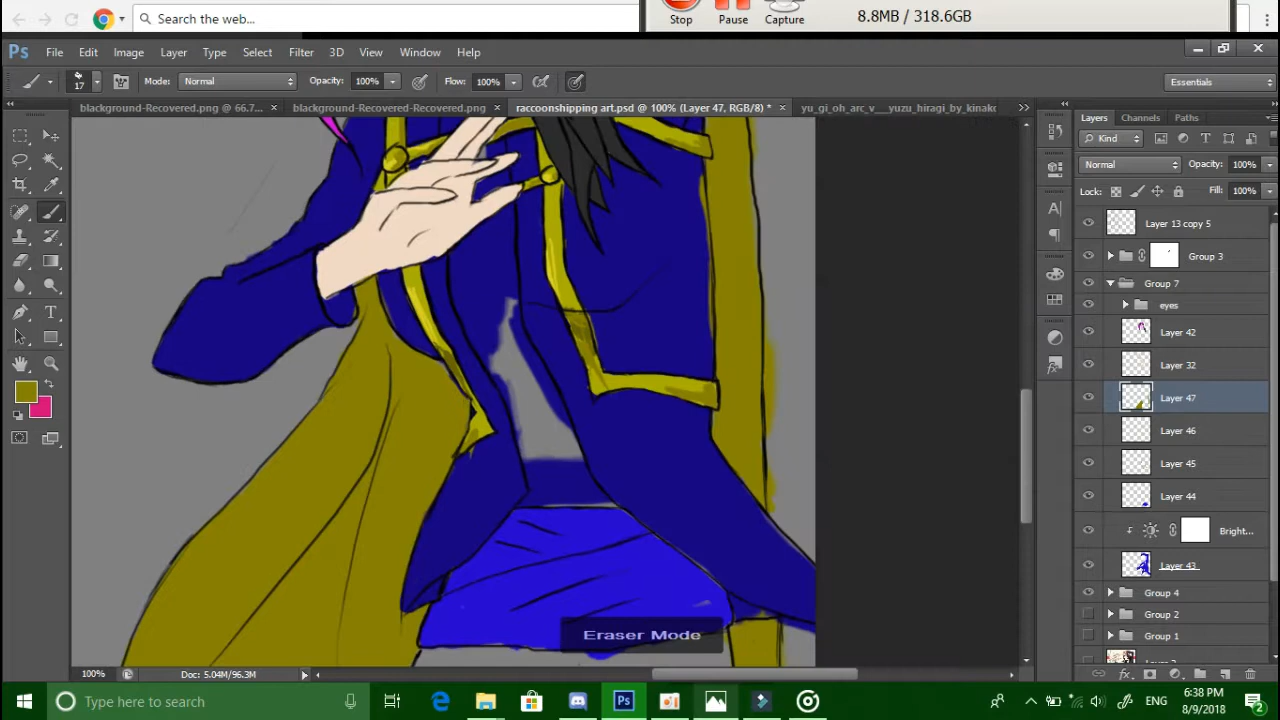 Search the web...
Stop
Pause
Capture
8.8MB / 318.6GB
Ps
File
Edit
Image
Layer
Type
Select
Filter
3D
View
Window
Help
17
Mode:
Normal
Opacity:
100%
Flow:
100%
Essentials
blackground-Recovered.png @ 66.7...
blackground-Recovered-Recovered.png
raccoonshipping art.psd @ 100% (Layer 47, RGB/8) *
yu_gi_oh_arc_v___yuzu_hiragi_by_kinako
Layers
Channels
Paths
Kind
Normal
Opacity:
100%
Lock:
Fill:
100%
Layer 13 copy 5
Group 3
Group 7
eyes
Layer 42
Layer 32
Layer 47
Layer 46
Layer 45
Layer 44
Bright...
Layer 43
Group 4
Group 2
Group 1
Eraser Mode
100%
Doc: 5.04M/96.3M
Type here to search
ENG
6:38 PM
8/9/2018
2